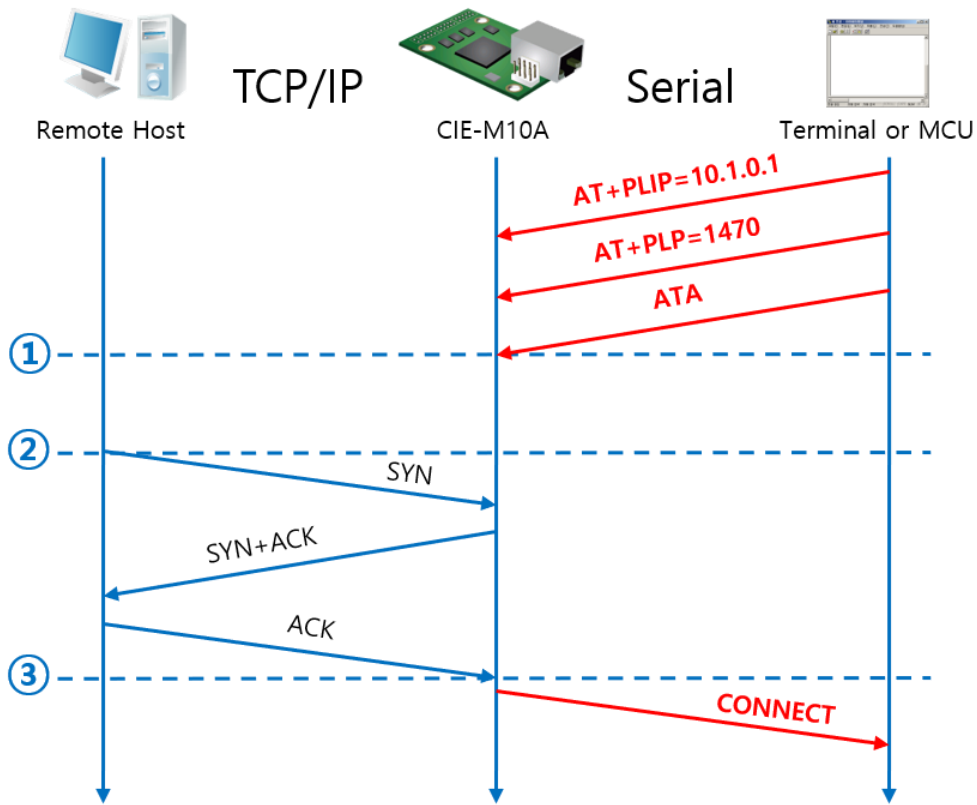 TCP/IP
Serial
Remote Host
CIE-M10A
Terminal or MCU
AT+PLIP=10.1.0.1
AT+PLP=1470
ATA
①
②
SYN
SYN+ACK
ACK
③
CONNECT